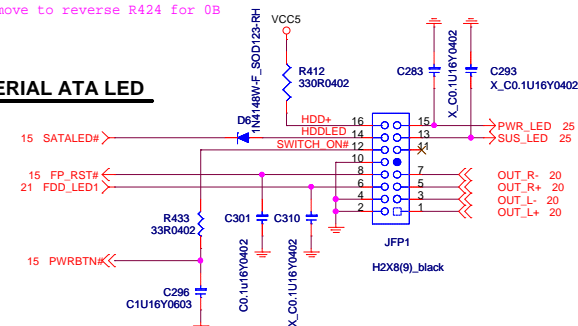 move to reverse R424 for 0B
VCC5
ERIAL ATA LED
R412
330R0402
1N4148W-F_SOD123-RH
D6
C283
X_C0.1U16Y0402
C293
X_C0.1U16Y0402
15 SATALED#
HDD+
HDDLED
SWITCH_ON#
16
14
12
10
8
6
4
2
15
13
11
7
5
3
1
PWR_LED 25
SUS_LED 25
15 FP_RST#
21 FDD_LED1
OUT_R- 20
OUT_R+ 20
OUT_L- 20
OUT_L+ 20
R433
33R0402
C301
C0.1u16Y0402
C310
X_C0.1U16Y0402
JFP1
H2X8(9)_black
15 PWRBTN#
C296
C1U16Y0603